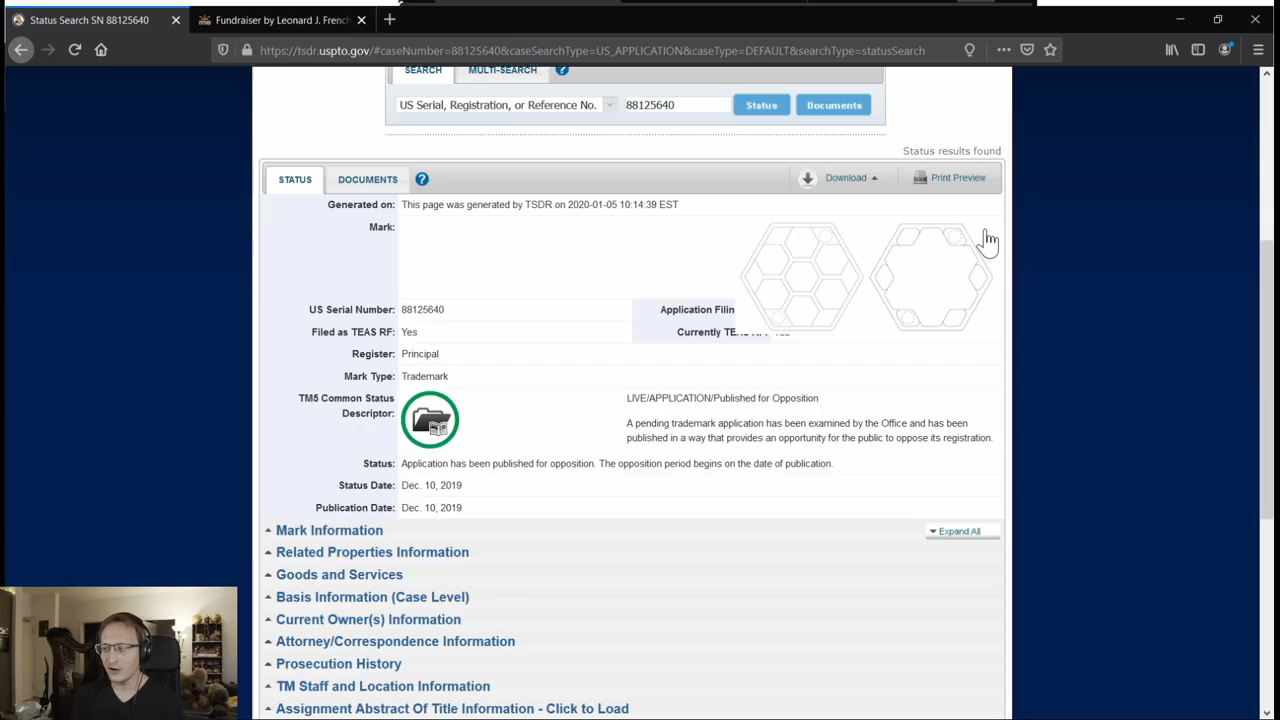 Status Search SN 88125640
Fundraiser by Leonard J. French
https://tsdr.uspto.gov/#caseNumber=88125640&caseSearchType=US_APPLICATION&caseType=DEFAULT&searchType=statusSearch
SEARCH MULTI-SEARCH ?
US Serial, Registration, or Reference No. 88125640 Status Documents
Status results found
STATUS DOCUMENTS ? Download Print Preview
Generated on: This page was generated by TSDR on 2020-01-05 10:14:39 EST
Mark:
US Serial Number: 88125640 Application Filin
Filed as TEAS RF: Yes Currently
Register: Principal
Mark Type: Trademark
TM5 Common Status Descriptor: LIVE/APPLICATION/Published for Opposition
A pending trademark application has been examined by the Office and has been
published in a way that provides an opportunity for the public to oppose its registration.
Status: Application has been published for opposition. The opposition period begins on the date of publication.
Status Date: Dec. 10, 2019
Publication Date: Dec. 10, 2019
Mark Information Expand All
Related Properties Information
Goods and Services
Basis Information (Case Level)
Current Owner(s) Information
Attorney/Correspondence Information
Prosecution History
TM Staff and Location Information
Assignment Abstract Of Title Information - Click to Load